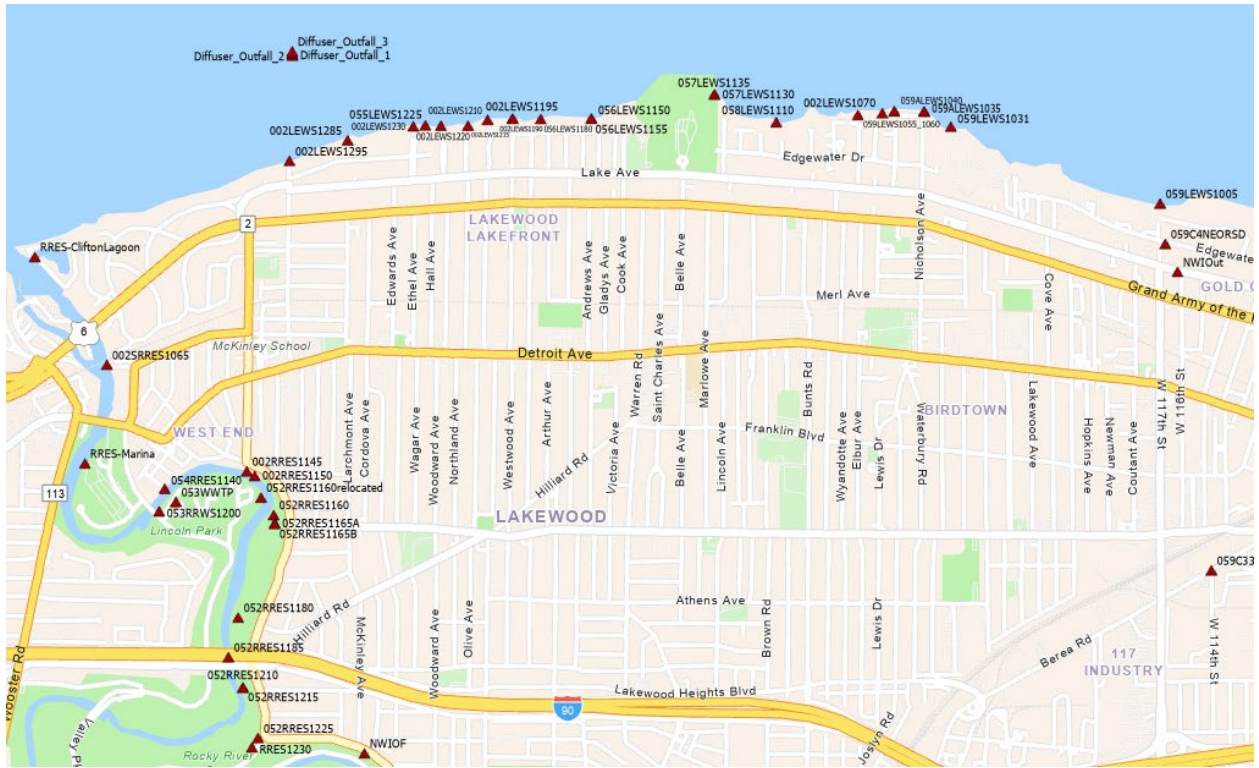 Diffuser_Outfall_3
Diffuser_Outfall_2
Diffuser_Outfall_1
057LEWS1135
057LEWS1130
058LEWS1110
002LEWS1070
059ALEWS1040
059ALEWS1035
059LEWS1031
059LEWS1055_1060
055LEWS1225
002LEWS1210
002LEWS1195
056LEWS1150
002LEWS1230
002LEWS1220
002LEWS1215
002LEWS1190
056LEWS1180
056LEWS1155
002LEWS1285
002LEWS1295
Edgewater Dr
Lake Ave
059LEWS1005
2
LAKEWOOD
LAKEFRONT
Nicholson Ave
059C4NEORSD
Edgewate
RRES-CliftonLagoon
NWIOut
GOLD C
Edwards Ave
Ethel Ave
Hall Ave
Andrews Ave
Gladys Ave
Cook Ave
Belle Ave
Merl Ave
Cove Ave
Grand Army of the R
6
McKinley School
Detroit Ave
002SRRES1065
Warren Rd
Saint Charles Ave
Marlowe Ave
Bunts Rd
W 117th St
W 116th St
WEST END
Larchmont Ave
Cordova Ave
Wagar Ave
Woodward Ave
Northland Ave
Westwood Ave
Arthur Ave
Hilliard Rd
Victoria Ave
Belle Ave
Lincoln Ave
Franklin Blvd
Wyandotte Ave
Elbur Ave
Lewis Dr
Waterbury Rd
BIRDTOWN
Lakewood Ave
Hopkins Ave
Newman Ave
Coutant Ave
RRES-Marina
002RRES1145
002RRES1150
054RRES1140
053WWTP
052RRES1160relocated
113
053RRWS1200
052RRES1160
LAKEWOOD
Lincoln Park
052RRES1165A
052RRES1165B
059C33
Athens Ave
052RRES1180
Hilliard Rd
McKinley Ave
Woodward Ave
Olive Ave
Brown Rd
Lewis Dr
Berea Rd
117
INDUSTRY
W 114th St
052RRES1185
Wooster Rd
052RRES1210
052RRES1215
Lakewood Heights Blvd
90
Valley Pk
052RRES1225
RRES1230
Rocky River
NWIOF
Joslyn Rd